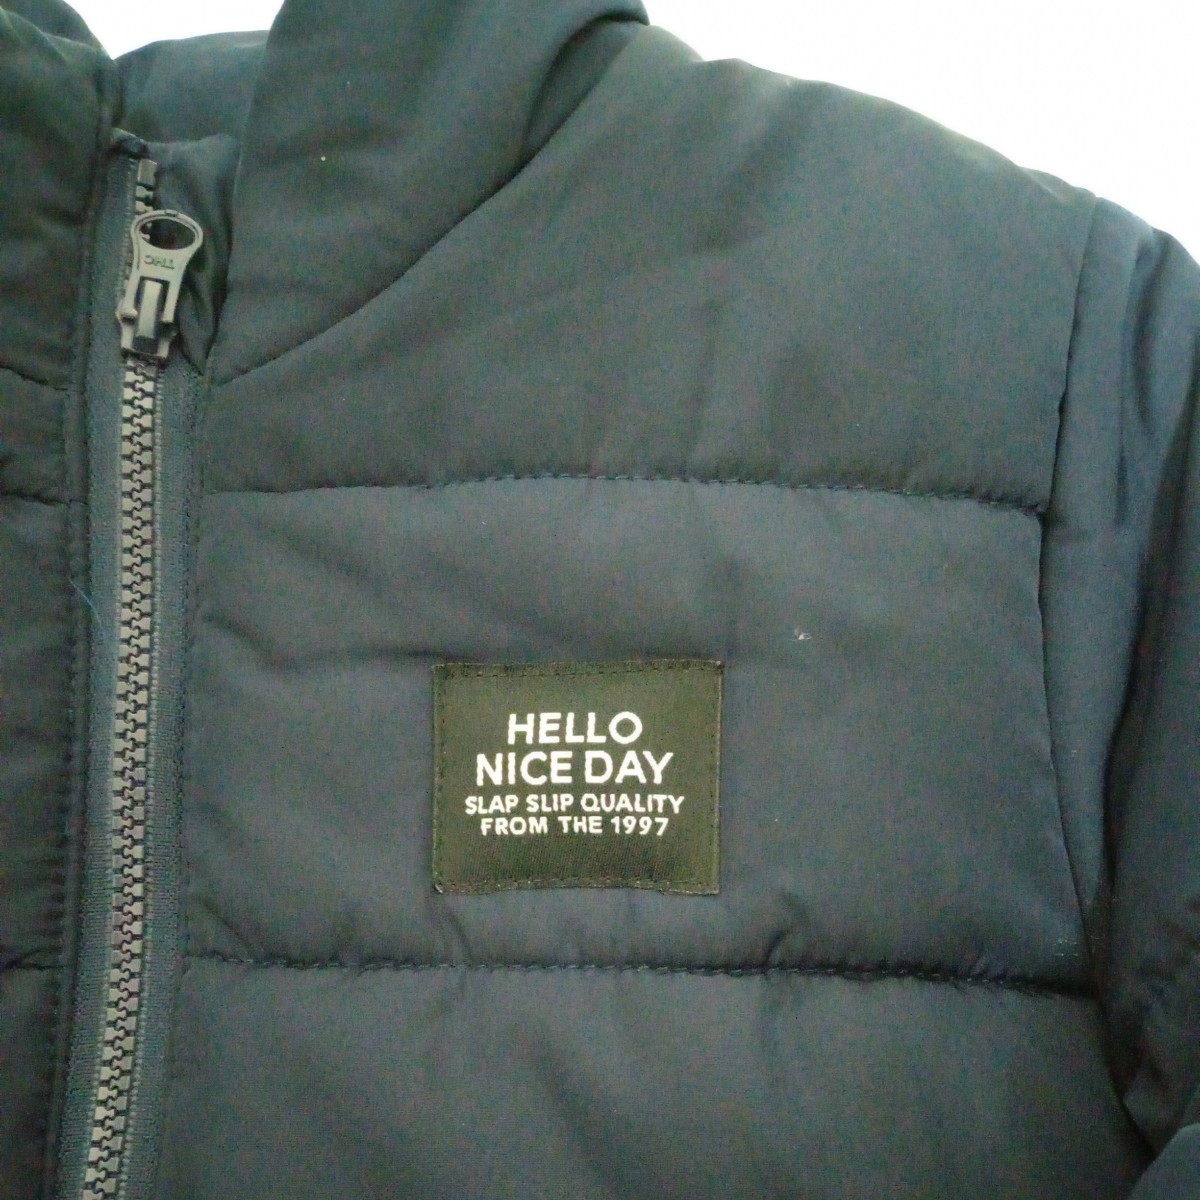 HELLO
NICE DAY
SLAP SLIP QUALITY
FROM THE 1997